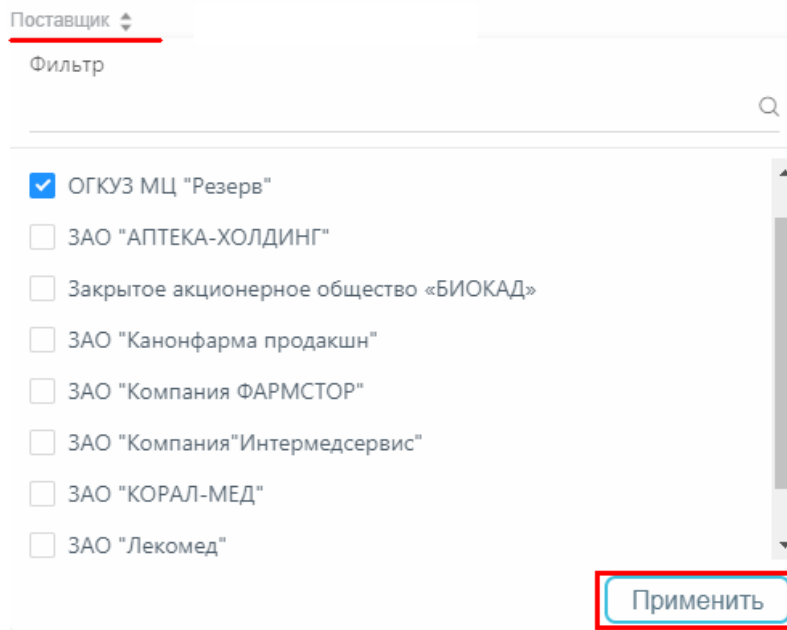 Поставщик
Фильтр
ОГКУЗ МЦ "Резерв"
ЗАО "АПТЕКА-ХОЛДИНГ"
Закрытое акционерное общество «БИОКАД»
ЗАО "Канонфарма продакшн"
ЗАО "Компания ФАРМСТОР"
ЗАО "Компания"Интермедсервис"
ЗАО "КОРАЛ-МЕД"
ЗАО "Лекомед"
Применить